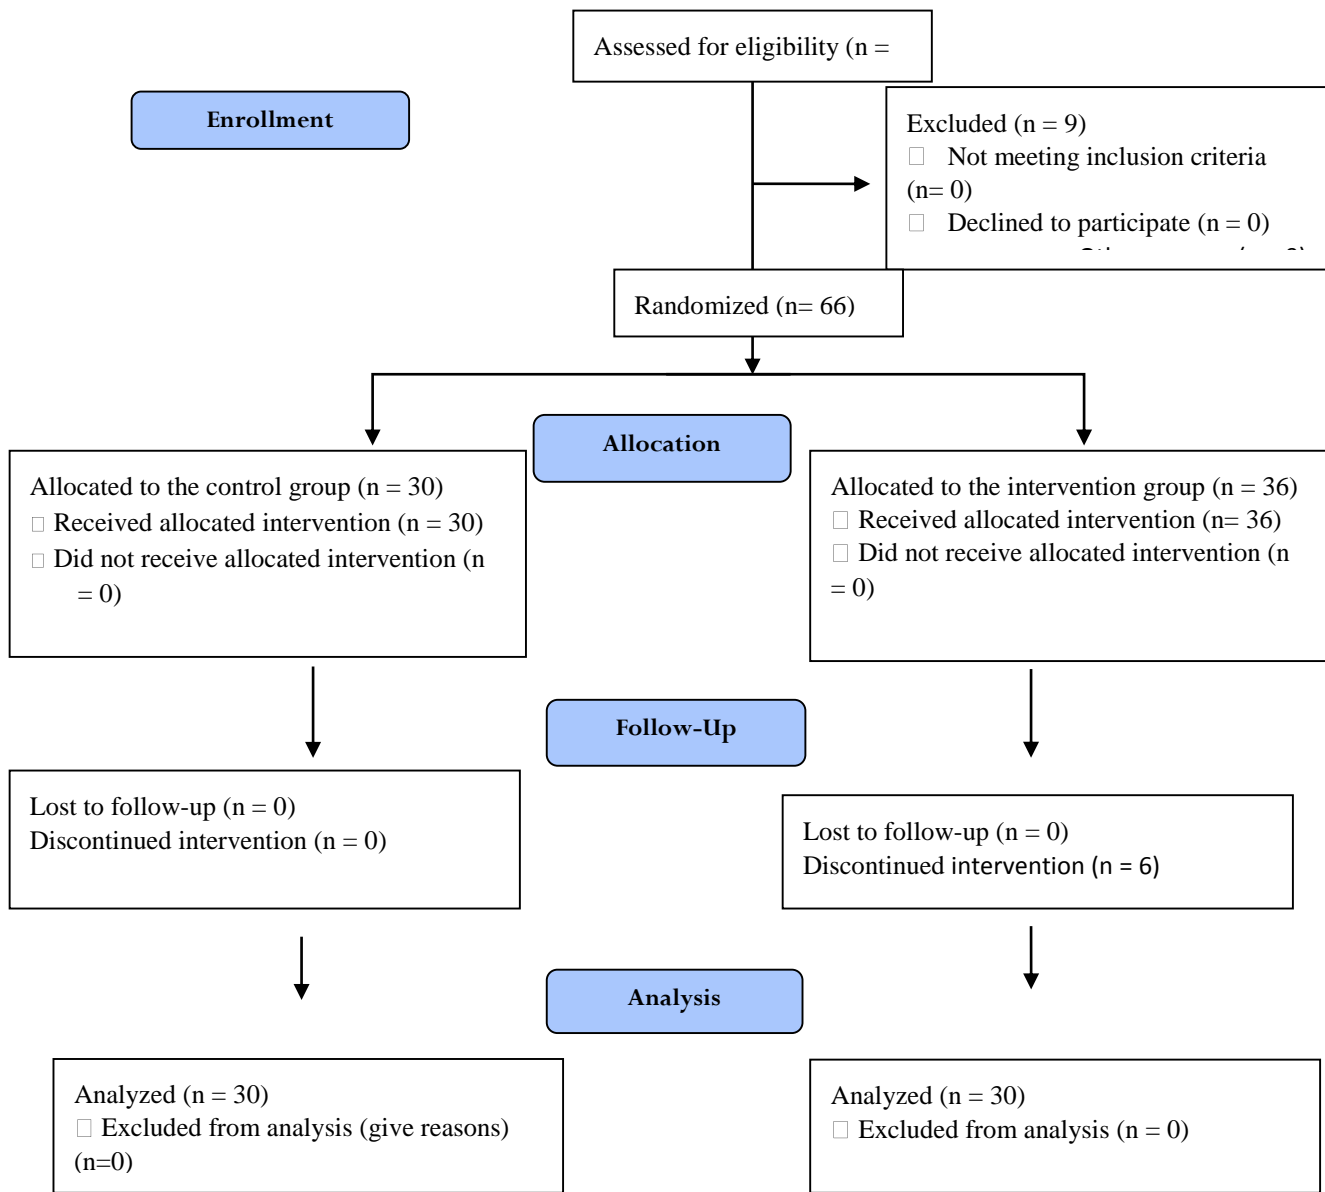 Assessed for eligibility (n =
Enrollment
Excluded (n = 9)
Not meeting inclusion criteria
(n= 0)
Declined to participate (n = 0)
Randomized (n= 66)
Allocation
Allocated to the control group (n = 30)
Received allocated intervention (n = 30)
Did not receive allocated intervention (n
= 0)
Allocated to the intervention group (n = 36)
Received allocated intervention (n= 36)
Did not receive allocated intervention (n
= 0)
Follow-Up
Lost to follow-up (n = 0)
Discontinued intervention (n = 0)
Lost to follow-up (n = 0)
Discontinued intervention (n = 6)
Analysis
Analyzed (n = 30)
Excluded from analysis (give reasons)
(n=0)
Analyzed (n = 30)
Excluded from analysis (n = 0)